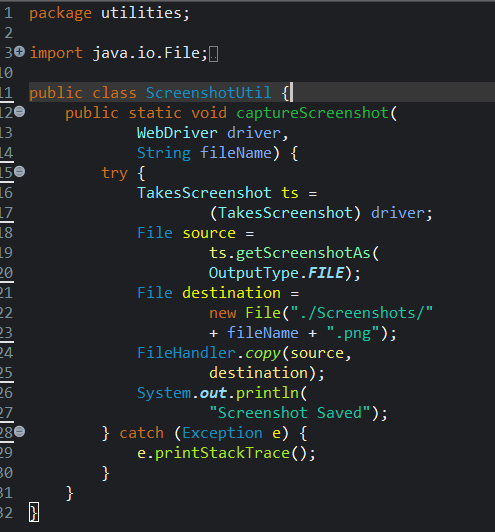 1 package utilities;
2
3 import java.io.File;
10
11 public class ScreenshotUtil {
12     public static void captureScreenshot(
13             WebDriver driver,
14             String fileName) {
15         try {
16             TakesScreenshot ts =
17                     (TakesScreenshot) driver;
18             File source =
19                     ts.getScreenshotAs(
20                     OutputType.FILE);
21             File destination =
22                     new File("./Screenshots/"
23                     + fileName + ".png");
24             FileHandler.copy(source,
25                     destination);
26             System.out.println(
27                     "Screenshot Saved");
28         } catch (Exception e) {
29             e.printStackTrace();
30         }
31     }
32 }